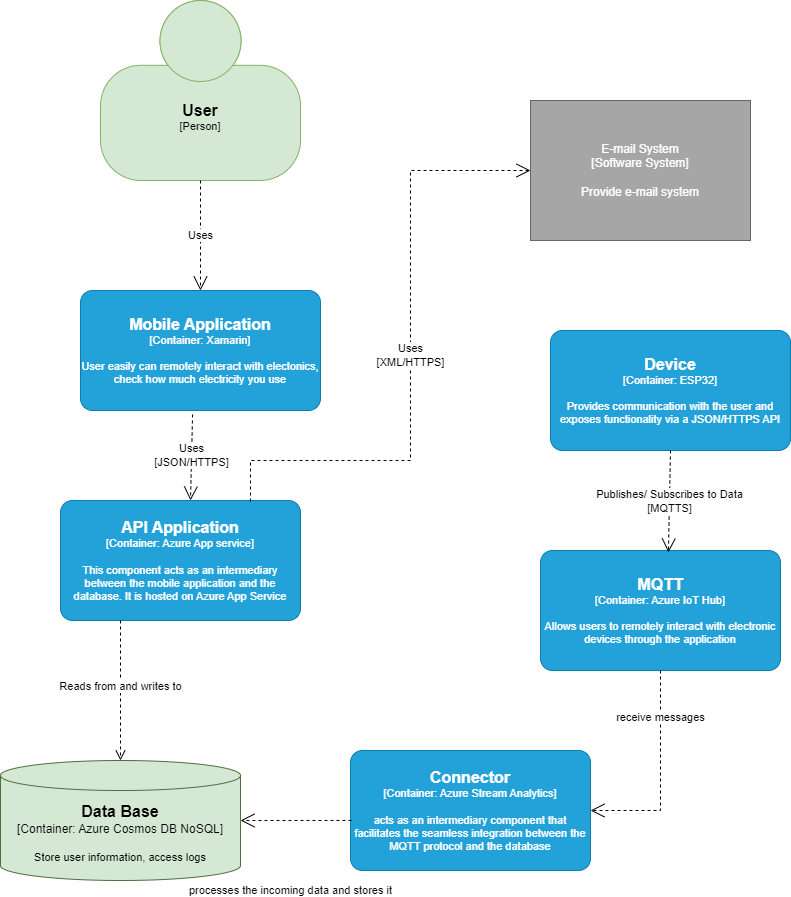 User
[Person]
Uses
E-mail System
[Software System]
Provide e-mail system
Mobile Application
[Container: Xamarin]
User easily can remotely interact with electonics,
check how much electricity you use
Uses
[XML/HTTPS]
Device
[Container: ESP32]
Provides communication with the user and
exposes functionality via a JSON/HTTPS API
Uses
[JSON/HTTPS]
Publishes/ Subscribes to Data
[MQTTS]
API Application
[Container: Azure App service]
This component acts as an intermediary
between the mobile application and the
database. It is hosted on Azure App Service
MQTT
[Container: Azure IoT Hub]
Allows users to remotely interact with electronic
devices through the application
Reads from and writes to
receive messages
Connector
[Container: Azure Stream Analytics]
acts as an intermediary component that
facilitates the seamless integration between the
MQTT protocol and the database
Data Base
[Container: Azure Cosmos DB NoSQL]
Store user information, access logs
processes the incoming data and stores it